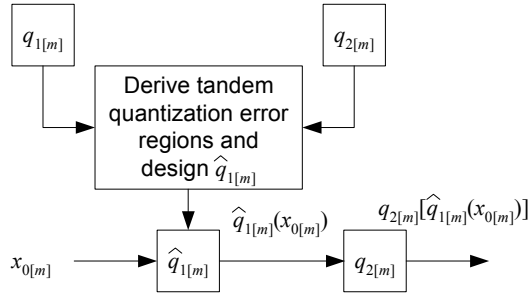 q1[m]
q2[m]
Derive tandem
quantization error
regions and
design q̂1[m]
q̂1[m](x0[m])
q2[m][q̂1[m](x0[m])]
x0[m]
q̂1[m]
q2[m]